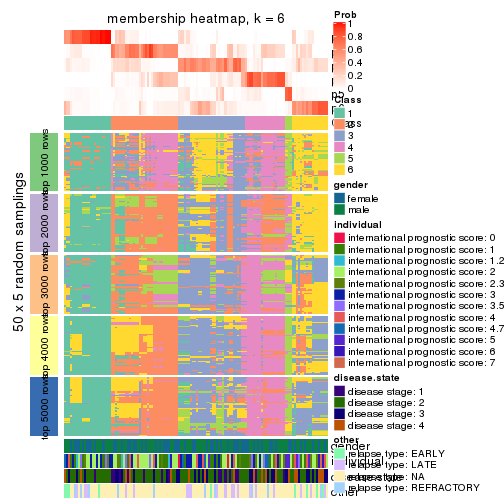 membership heatmap, k = 6
50 x 5 random samplings
top 1000 rows
top 2000 rows
top 3000 rows
top 4000 rows
top 5000 rows
Prob
1
0.8
0.6
0.4
0.2
0
Class
1
2
3
4
5
6
gender
female
male
individual
international prognostic score: 0
international prognostic score: 1
international prognostic score: 1.2
international prognostic score: 2
international prognostic score: 2.3
international prognostic score: 3
international prognostic score: 3.5
international prognostic score: 4
international prognostic score: 4.7
international prognostic score: 5
international prognostic score: 6
international prognostic score: 7
disease.state
disease stage: 1
disease stage: 2
disease stage: 3
disease stage: 4
other
relapse type: EARLY
relapse type: LATE
relapse type: NA
relapse type: REFRACTORY
gender
individual
disease.state
other